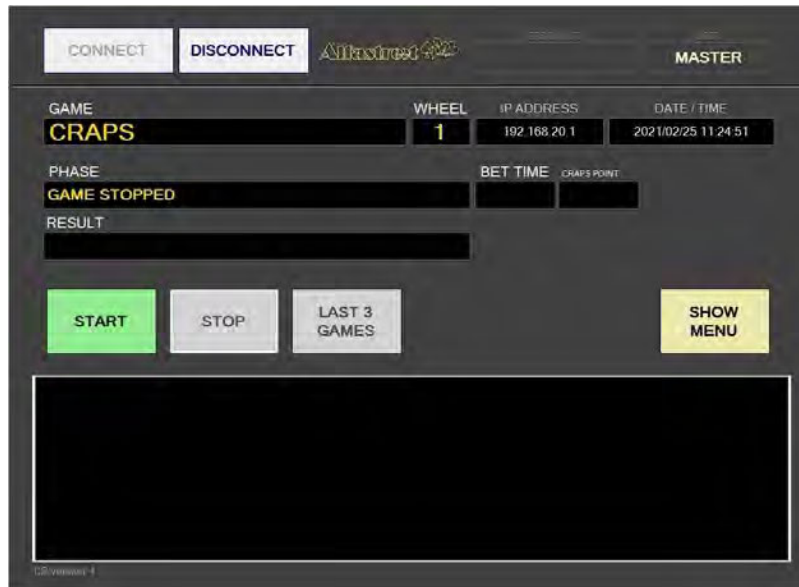 CONNECT
DISCONNECT
Alfastreet
MASTER
GAME
WHEEL
IP ADDRESS
DATE / TIME
CRAPS
1
192.168.20.1
2021/02/25 11:24:51
PHASE
BET TIME
CRAPS POINT
GAME STOPPED
RESULT
START
STOP
LAST 3
GAMES
SHOW
MENU